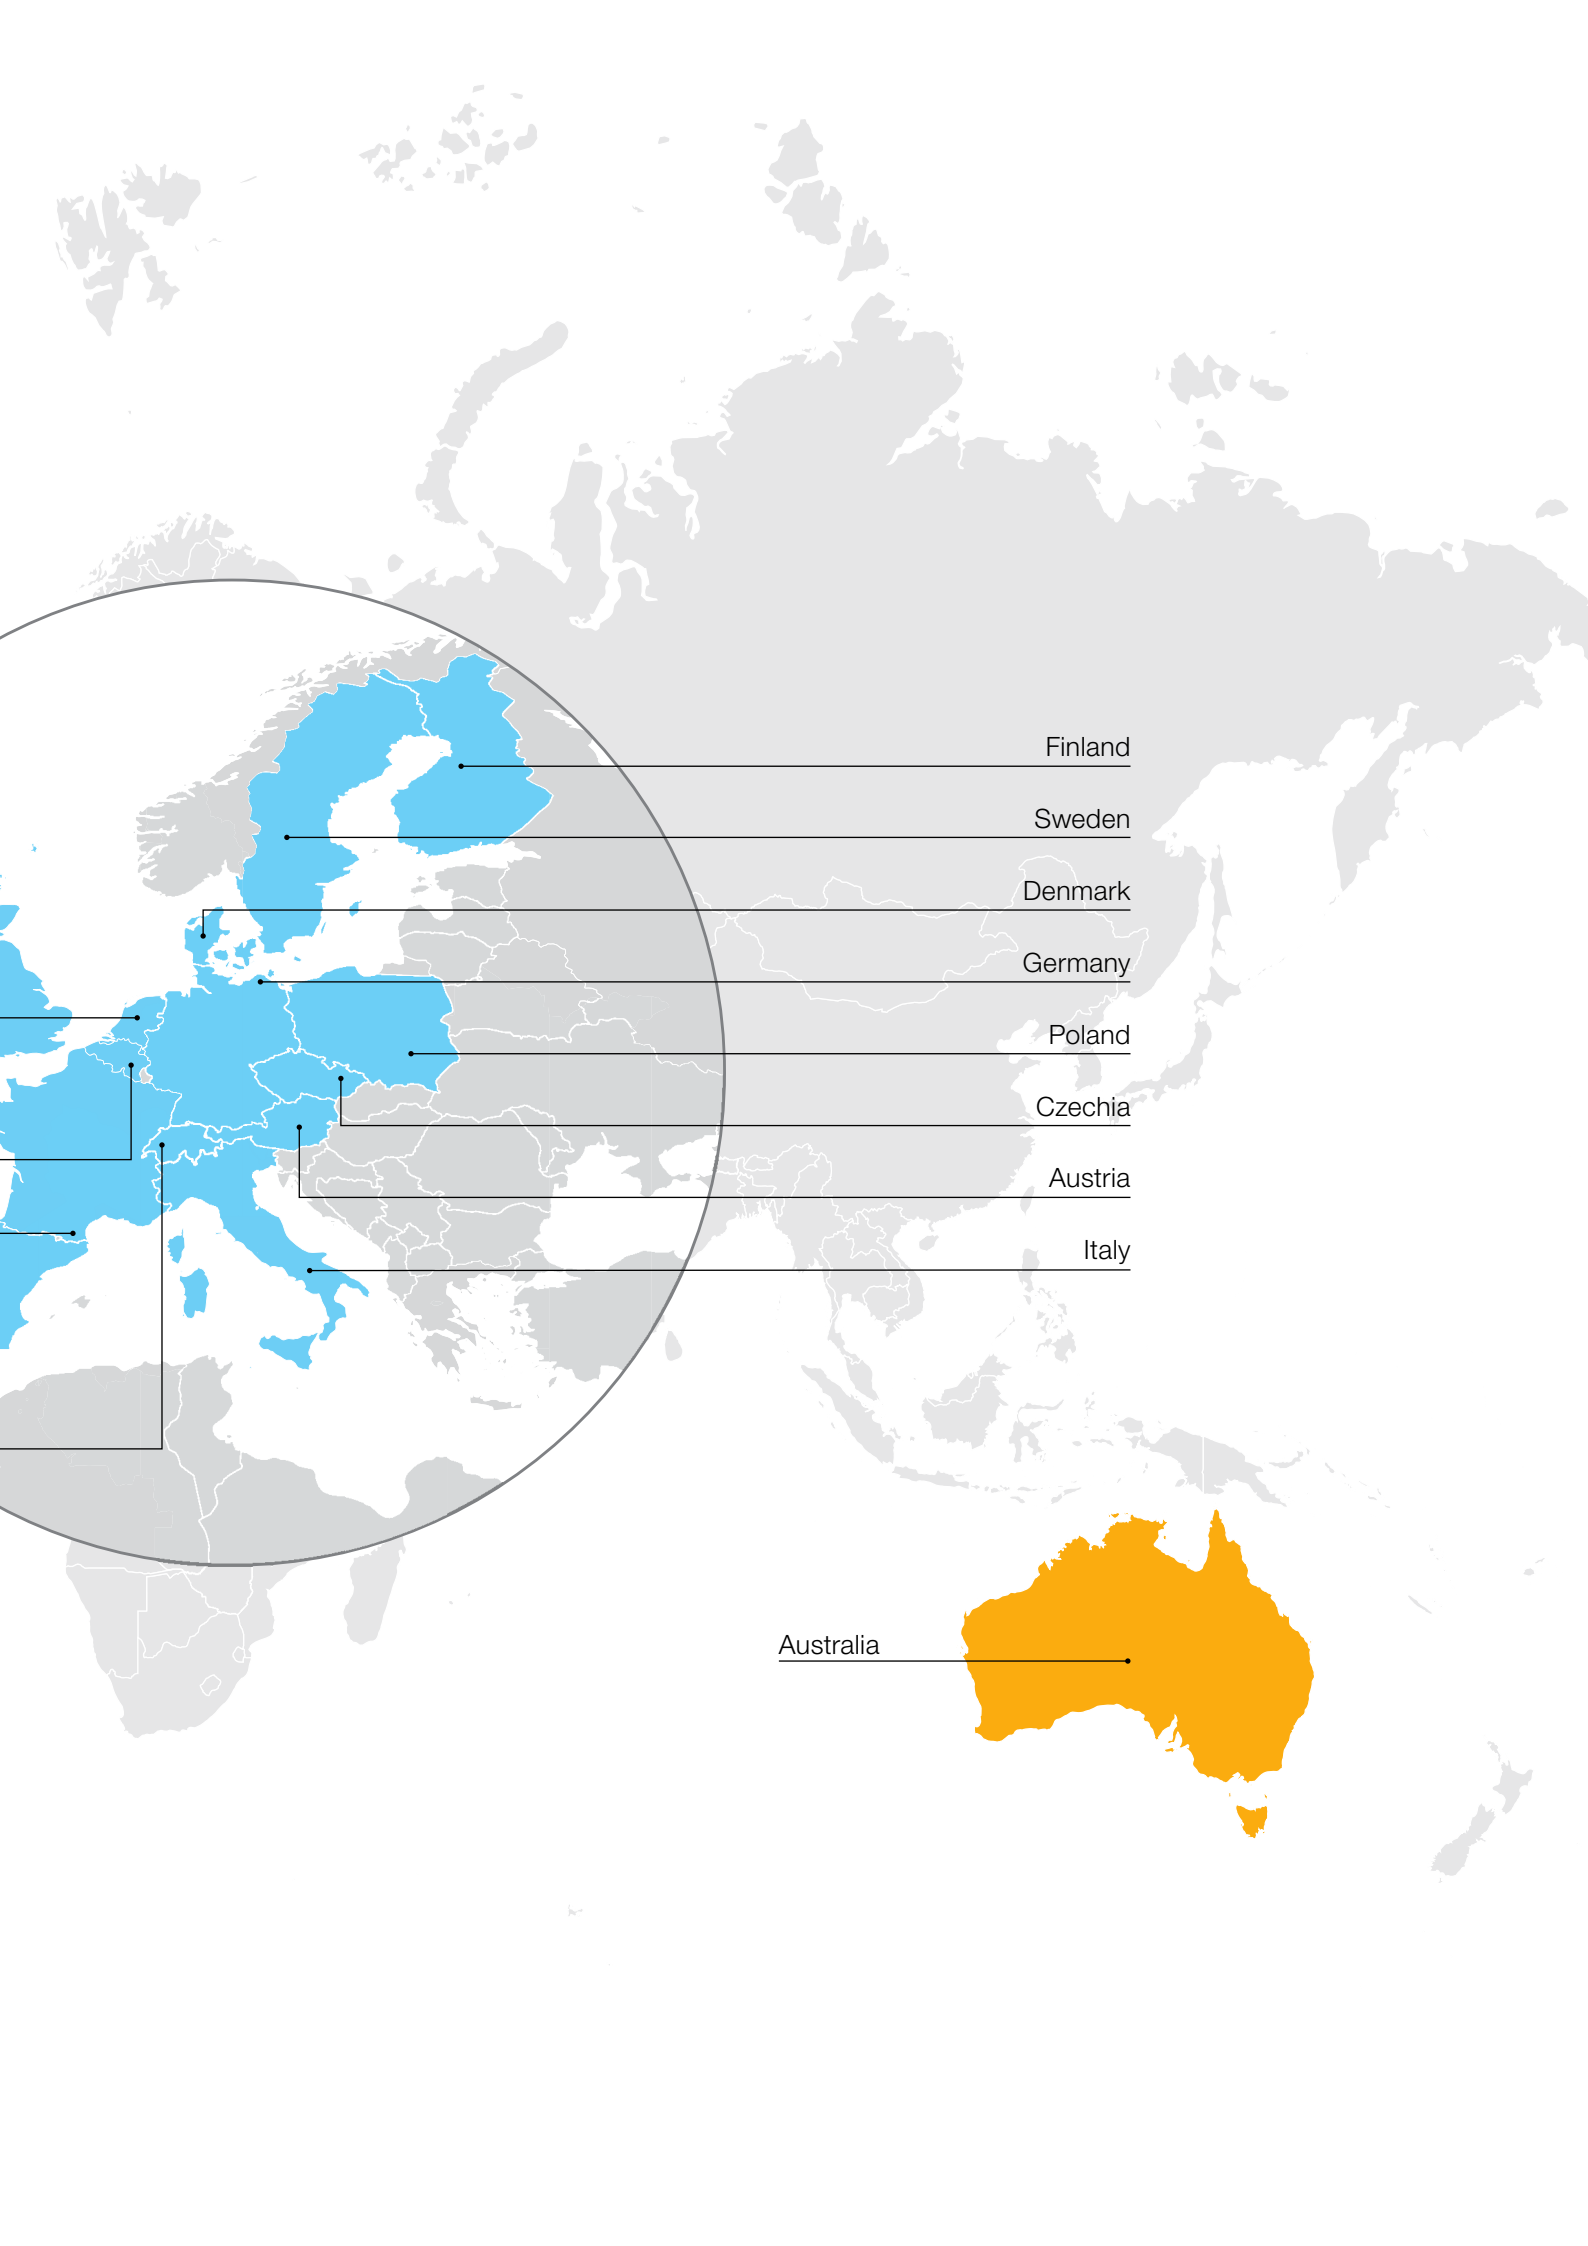 Finland
Sweden
Denmark
Germany
Poland
Czechia
Austria
Italy
Australia